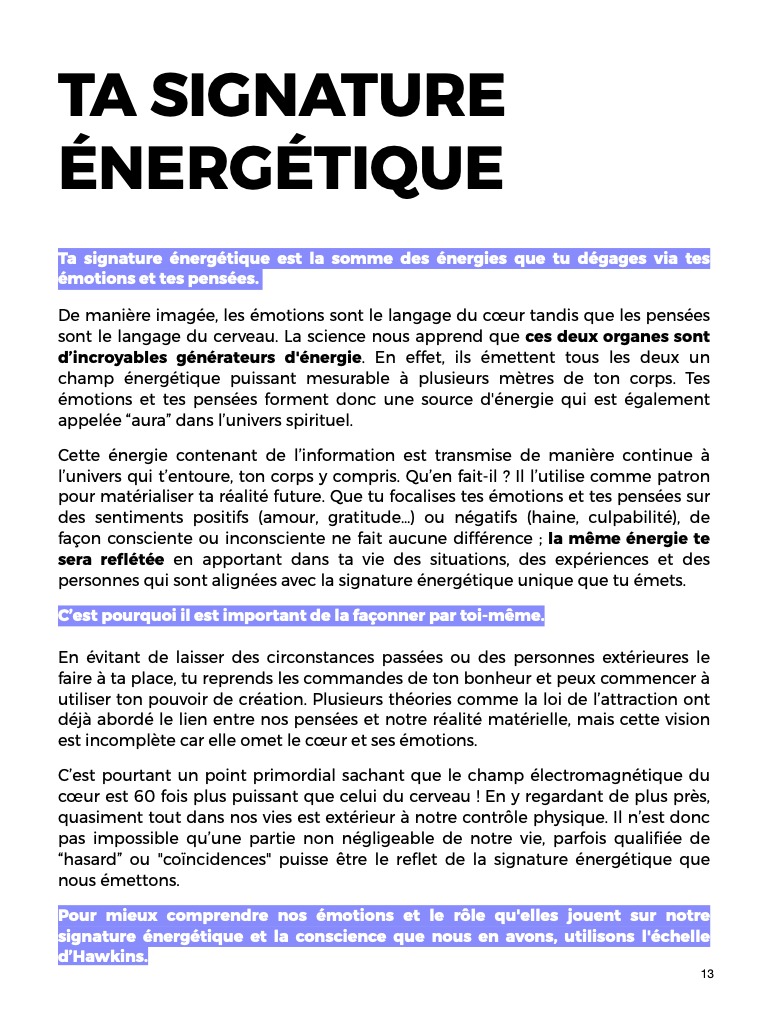 TA SIGNATURE
ÉNERGÉTIQUE
Ta signature énergétique est la somme des énergies que tu dégages via tes
émotions et tes pensées.
De manière imagée, les émotions sont le langage du cœur tandis que les pensées
sont le langage du cerveau. La science nous apprend que ces deux organes sont
d’incroyables générateurs d'énergie. En effet, ils émettent tous les deux un
champ énergétique puissant mesurable à plusieurs mètres de ton corps. Tes
émotions et tes pensées forment donc une source d'énergie qui est également
appelée “aura” dans l’univers spirituel.
Cette énergie contenant de l’information est transmise de manière continue à
l’univers qui t’entoure, ton corps y compris. Qu’en fait-il ? Il l’utilise comme patron
pour matérialiser ta réalité future. Que tu focalises tes émotions et tes pensées sur
des sentiments positifs (amour, gratitude...) ou négatifs (haine, culpabilité), de
façon consciente ou inconsciente ne fait aucune différence ; la même énergie te
sera reflétée en apportant dans ta vie des situations, des expériences et des
personnes qui sont alignées avec la signature énergétique unique que tu émets.
C’est pourquoi il est important de la façonner par toi-même.
En évitant de laisser des circonstances passées ou des personnes extérieures le
faire à ta place, tu reprends les commandes de ton bonheur et peux commencer à
utiliser ton pouvoir de création. Plusieurs théories comme la loi de l’attraction ont
déjà abordé le lien entre nos pensées et notre réalité matérielle, mais cette vision
est incomplète car elle omet le cœur et ses émotions.
C’est pourtant un point primordial sachant que le champ électromagnétique du
cœur est 60 fois plus puissant que celui du cerveau ! En y regardant de plus près,
quasiment tout dans nos vies est extérieur à notre contrôle physique. Il n’est donc
pas impossible qu’une partie non négligeable de notre vie, parfois qualifiée de
“hasard” ou "coïncidences" puisse être le reflet de la signature énergétique que
nous émettons.
Pour mieux comprendre nos émotions et le rôle qu'elles jouent sur notre
signature énergétique et la conscience que nous en avons, utilisons l'échelle
d’Hawkins.
13